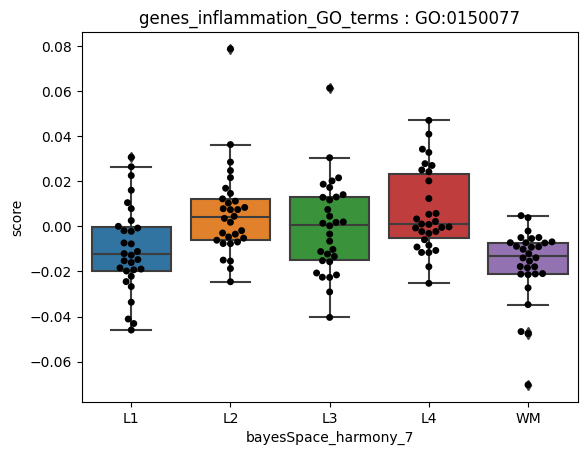 genes_inflammation_GO_terms : GO:0150077
0.08
0.06
0.04
0.02
0.00
−0.02
−0.04
−0.06
score
L1 L2 L3 L4 WM
bayesSpace_harmony_7